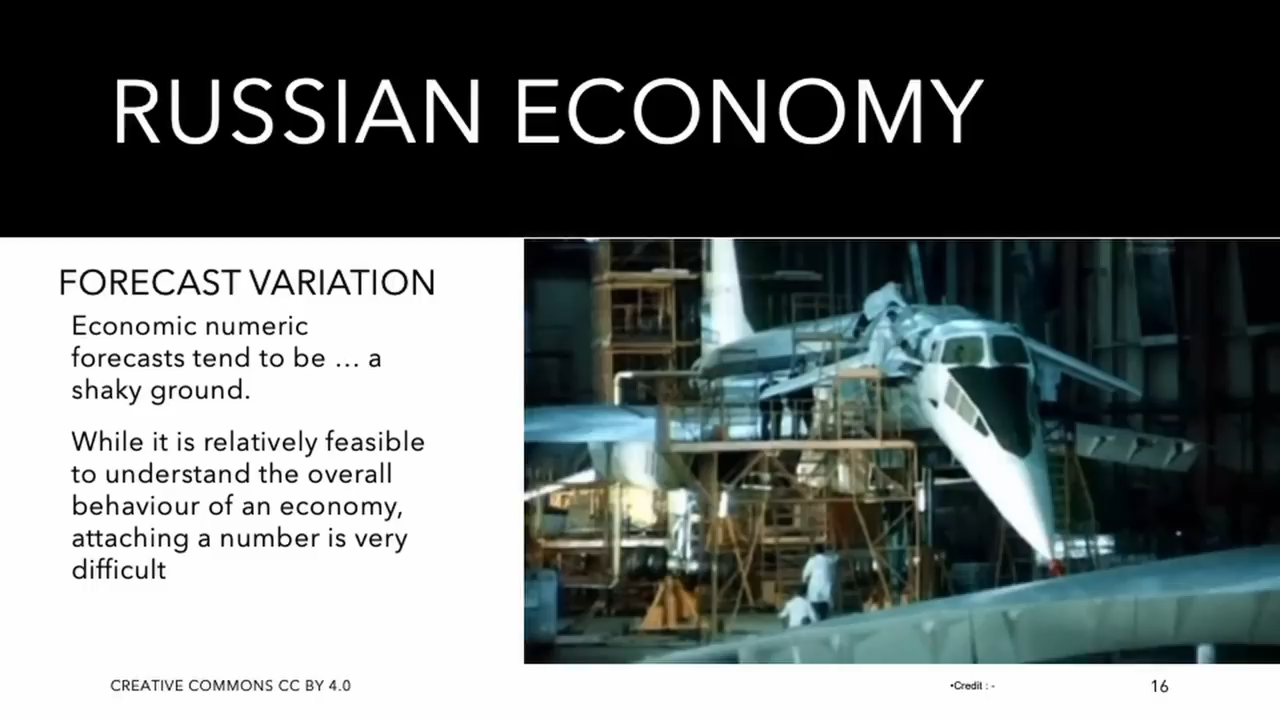 RUSSIAN ECONOMY
FORECAST VARIATION
Economic numeric
forecasts tend to be … a
shaky ground.
While it is relatively feasible
to understand the overall
behaviour of an economy,
attaching a number is very
difficult
CREATIVE COMMONS CC BY 4.0
•Credit : -
16